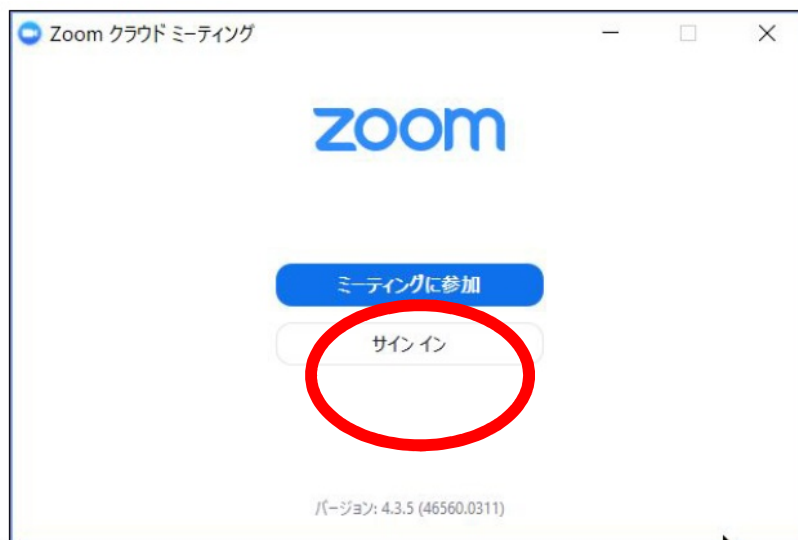 Zoom クラウド ミーティング
zoom
ミーティングに参加
サイン イン
バージョン: 4.3.5 (46560.0311)